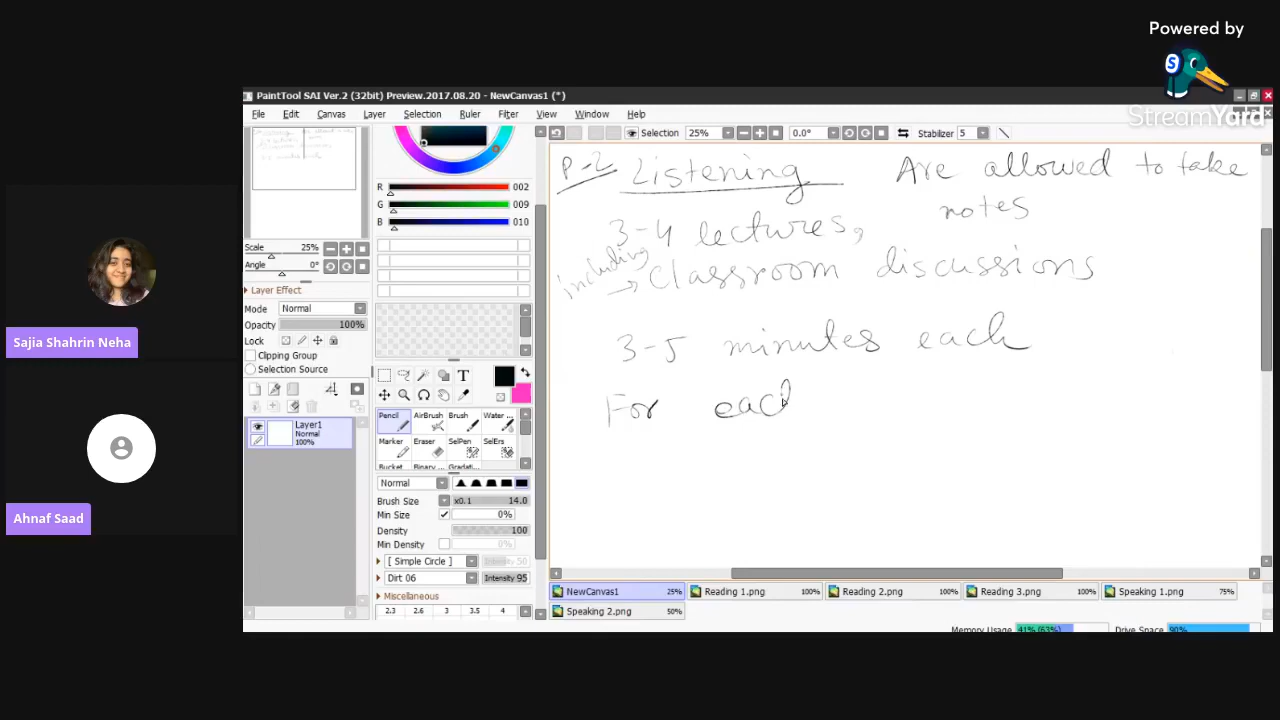 Powered by
StreamYard
PaintTool SAI Ver.2 (32bit) Preview.2017.08.20 - NewCanvas1 (*)
File Edit Canvas Layer Selection Ruler Filter View Window Help
Selection 25% 0.0° Stabilizer 5
R 002
G 009
B 010
Scale 25%
Angle 0°
Layer Effect
Mode Normal
Opacity 100%
Lock
Clipping Group
Selection Source
Layer1
Normal
100%
T
Pencil AirBrush Brush Water ...
Marker Eraser SelPen SelErs
Bucket Binary ... Gradati...
Normal
Brush Size x0.1 14.0
Min Size 0%
Density 100
Min Density 0%
[ Simple Circle ] Intensity 50
Dirt 06 Intensity 95
Miscellaneous
2.3 2.6 3 3.5 4
P-2 Listening Are allowed to take
notes
3-4 lectures,
including → classroom discussions
3-5 minutes each
For each
NewCanvas1 25% Reading 1.png 100% Reading 2.png 100% Reading 3.png 100% Speaking 1.png 75%
Speaking 2.png 50%
Memory Usage 41% (63%) Drive Space 90%
Sajia Shahrin Neha
Ahnaf Saad